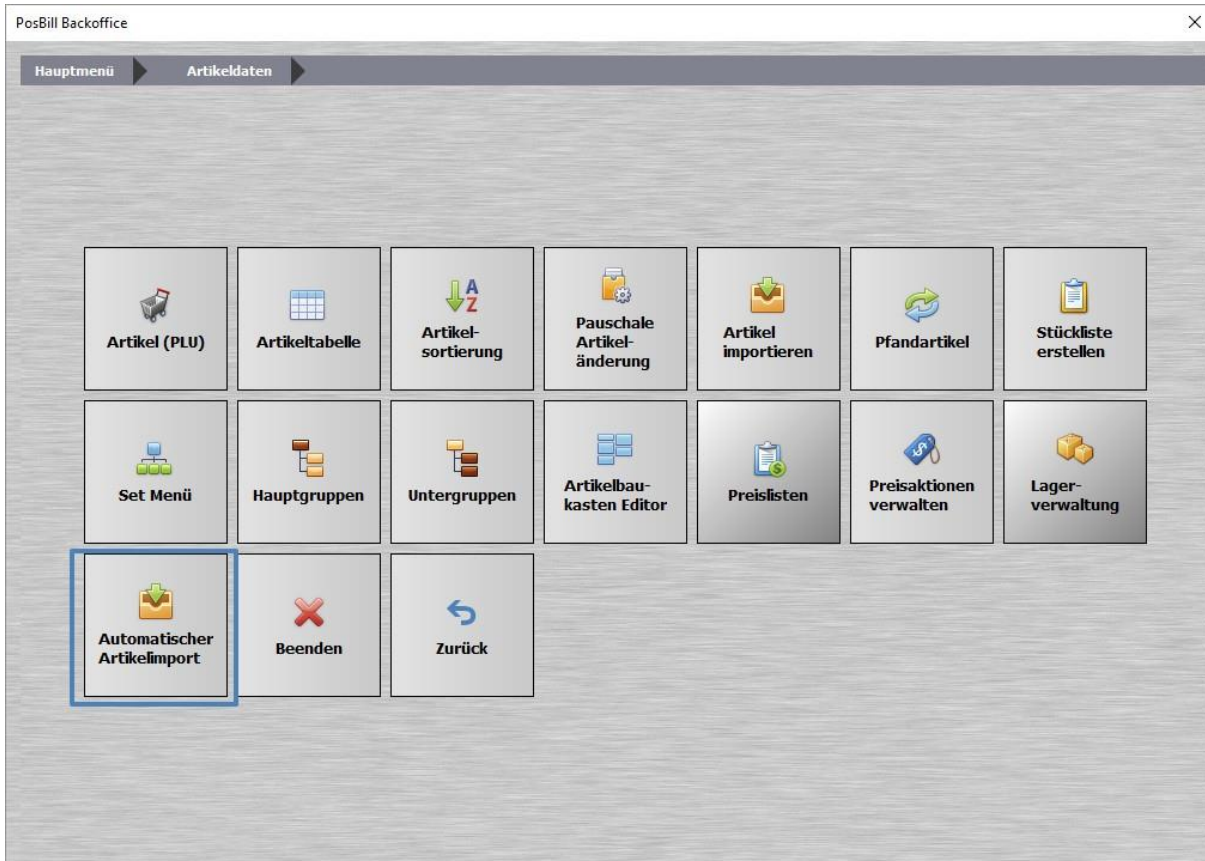 PosBill Backoffice
Hauptmenü
Artikeldaten
Artikel (PLU)
Artikeltabelle
Artikel-
sortierung
Pauschale
Artikel-
änderung
Artikel
importieren
Pfandartikel
Stückliste
erstellen
Set Menü
Hauptgruppen
Untergruppen
Artikelbau-
kasten Editor
Preislisten
Preisaktionen
verwalten
Lager-
verwaltung
Automatischer
Artikelimport
Beenden
Zurück